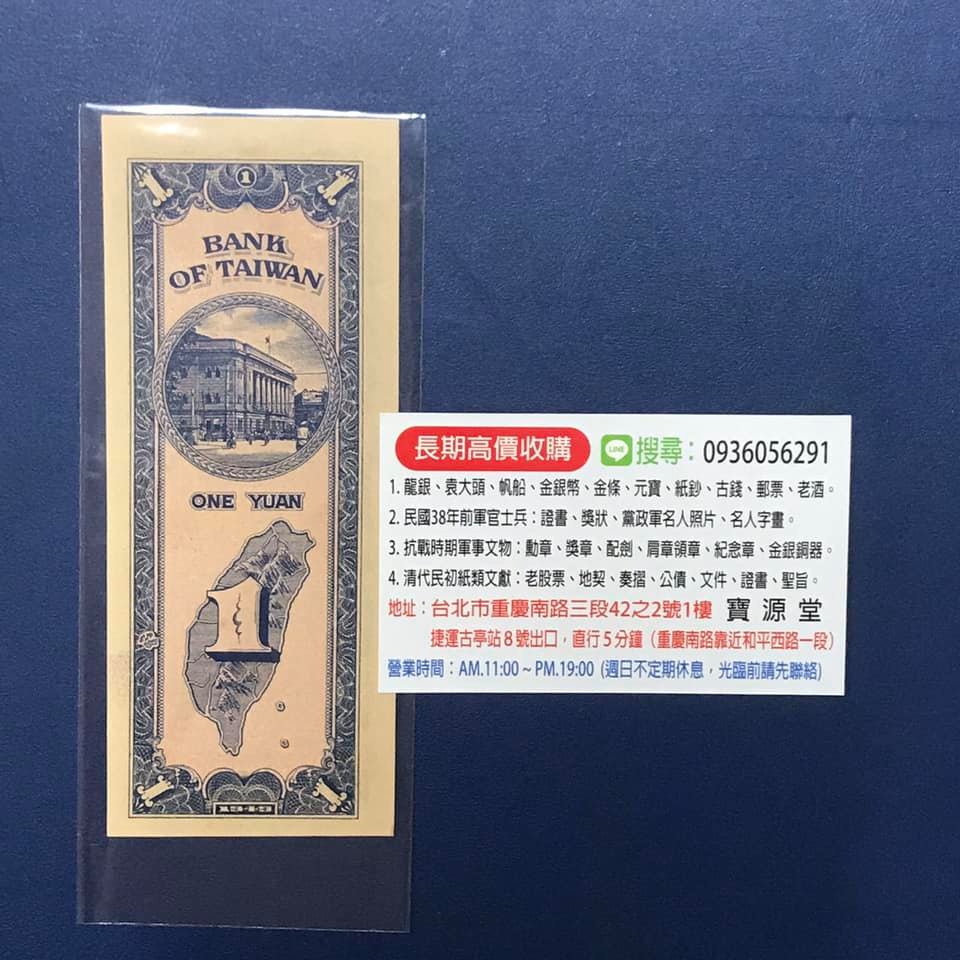 1
1
1
BANK
OF TAIWAN
ONE YUAN
1
1
1
長期高價收購 LINE 搜尋：0936056291
1. 龍銀、袁大頭、帆船、金銀幣、金條、元寶、紙鈔、古錢、郵票、老酒。
2. 民國38年前軍官士兵：證書、獎狀、黨政軍名人照片、名人字畫。
3. 抗戰時期軍事文物：勳章、獎章、配劍、肩章領章、紀念章、金銀銅器。
4. 清代民初紙類文獻：老股票、地契、奏摺、公債、文件、證書、聖旨。
地址：台北市重慶南路三段42之2號1樓 寶源堂
捷運古亭站8號出口，直行5分鐘（重慶南路靠近和平西路一段）
營業時間：AM.11:00 ~ PM.19:00 (週日不定期休息，光臨前請先聯絡)